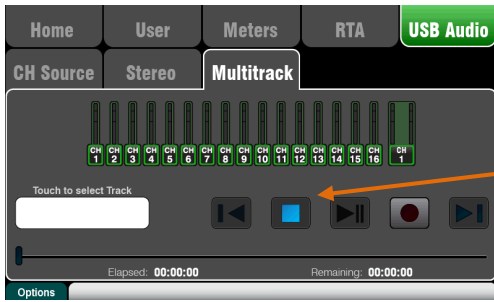 Home User Meters RTA USB Audio
CH Source Stereo Multitrack
CH 1 CH 2 CH 3 CH 4 CH 5 CH 6 CH 7 CH 8 CH 9 CH 10 CH 11 CH 12 CH 13 CH 14 CH 15 CH 16 CH 1
Touch to select Track
Elapsed: 00:00:00 Remaining: 00:00:00
Options